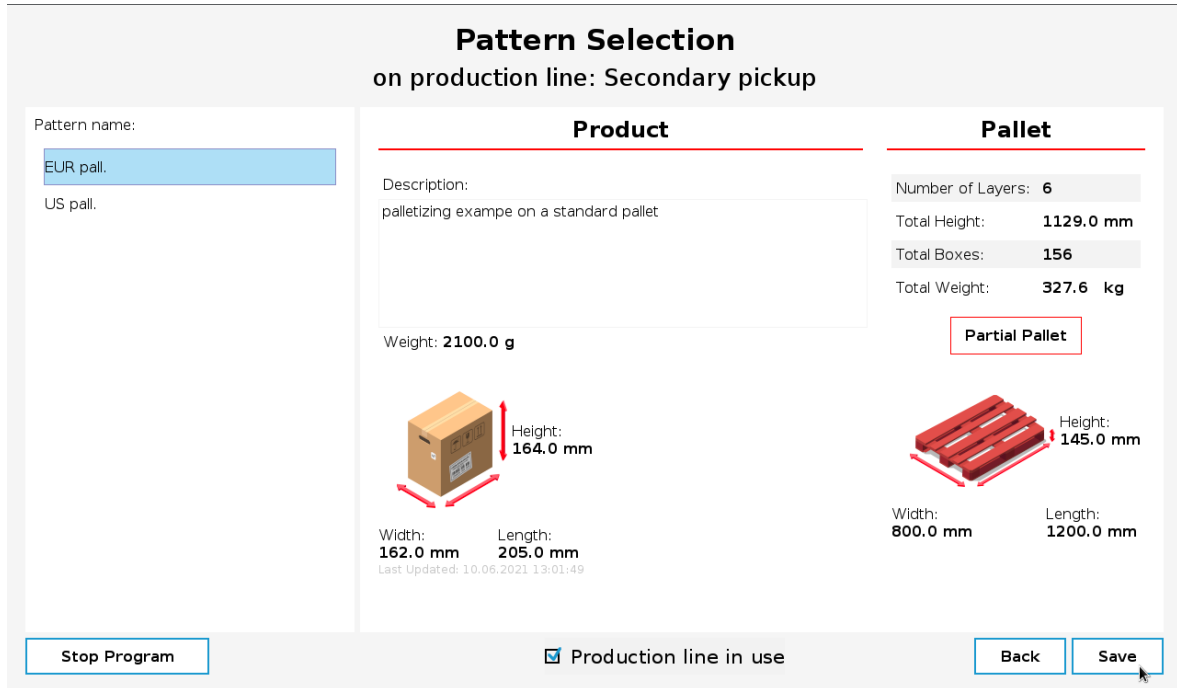 Pattern Selection
on production line: Secondary pickup
Pattern name:
EUR pall.
US pall.
Product
Description:
palletizing exampe on a standard pallet
Weight: 2100.0 g
Height:
164.0 mm
Width:
162.0 mm
Length:
205.0 mm
Last Updated: 10.06.2021 13:01:49
Pallet
Number of Layers: 6
Total Height: 1129.0 mm
Total Boxes: 156
Total Weight: 327.6 kg
Partial Pallet
Height:
145.0 mm
Width:
800.0 mm
Length:
1200.0 mm
Stop Program
Production line in use
Back
Save